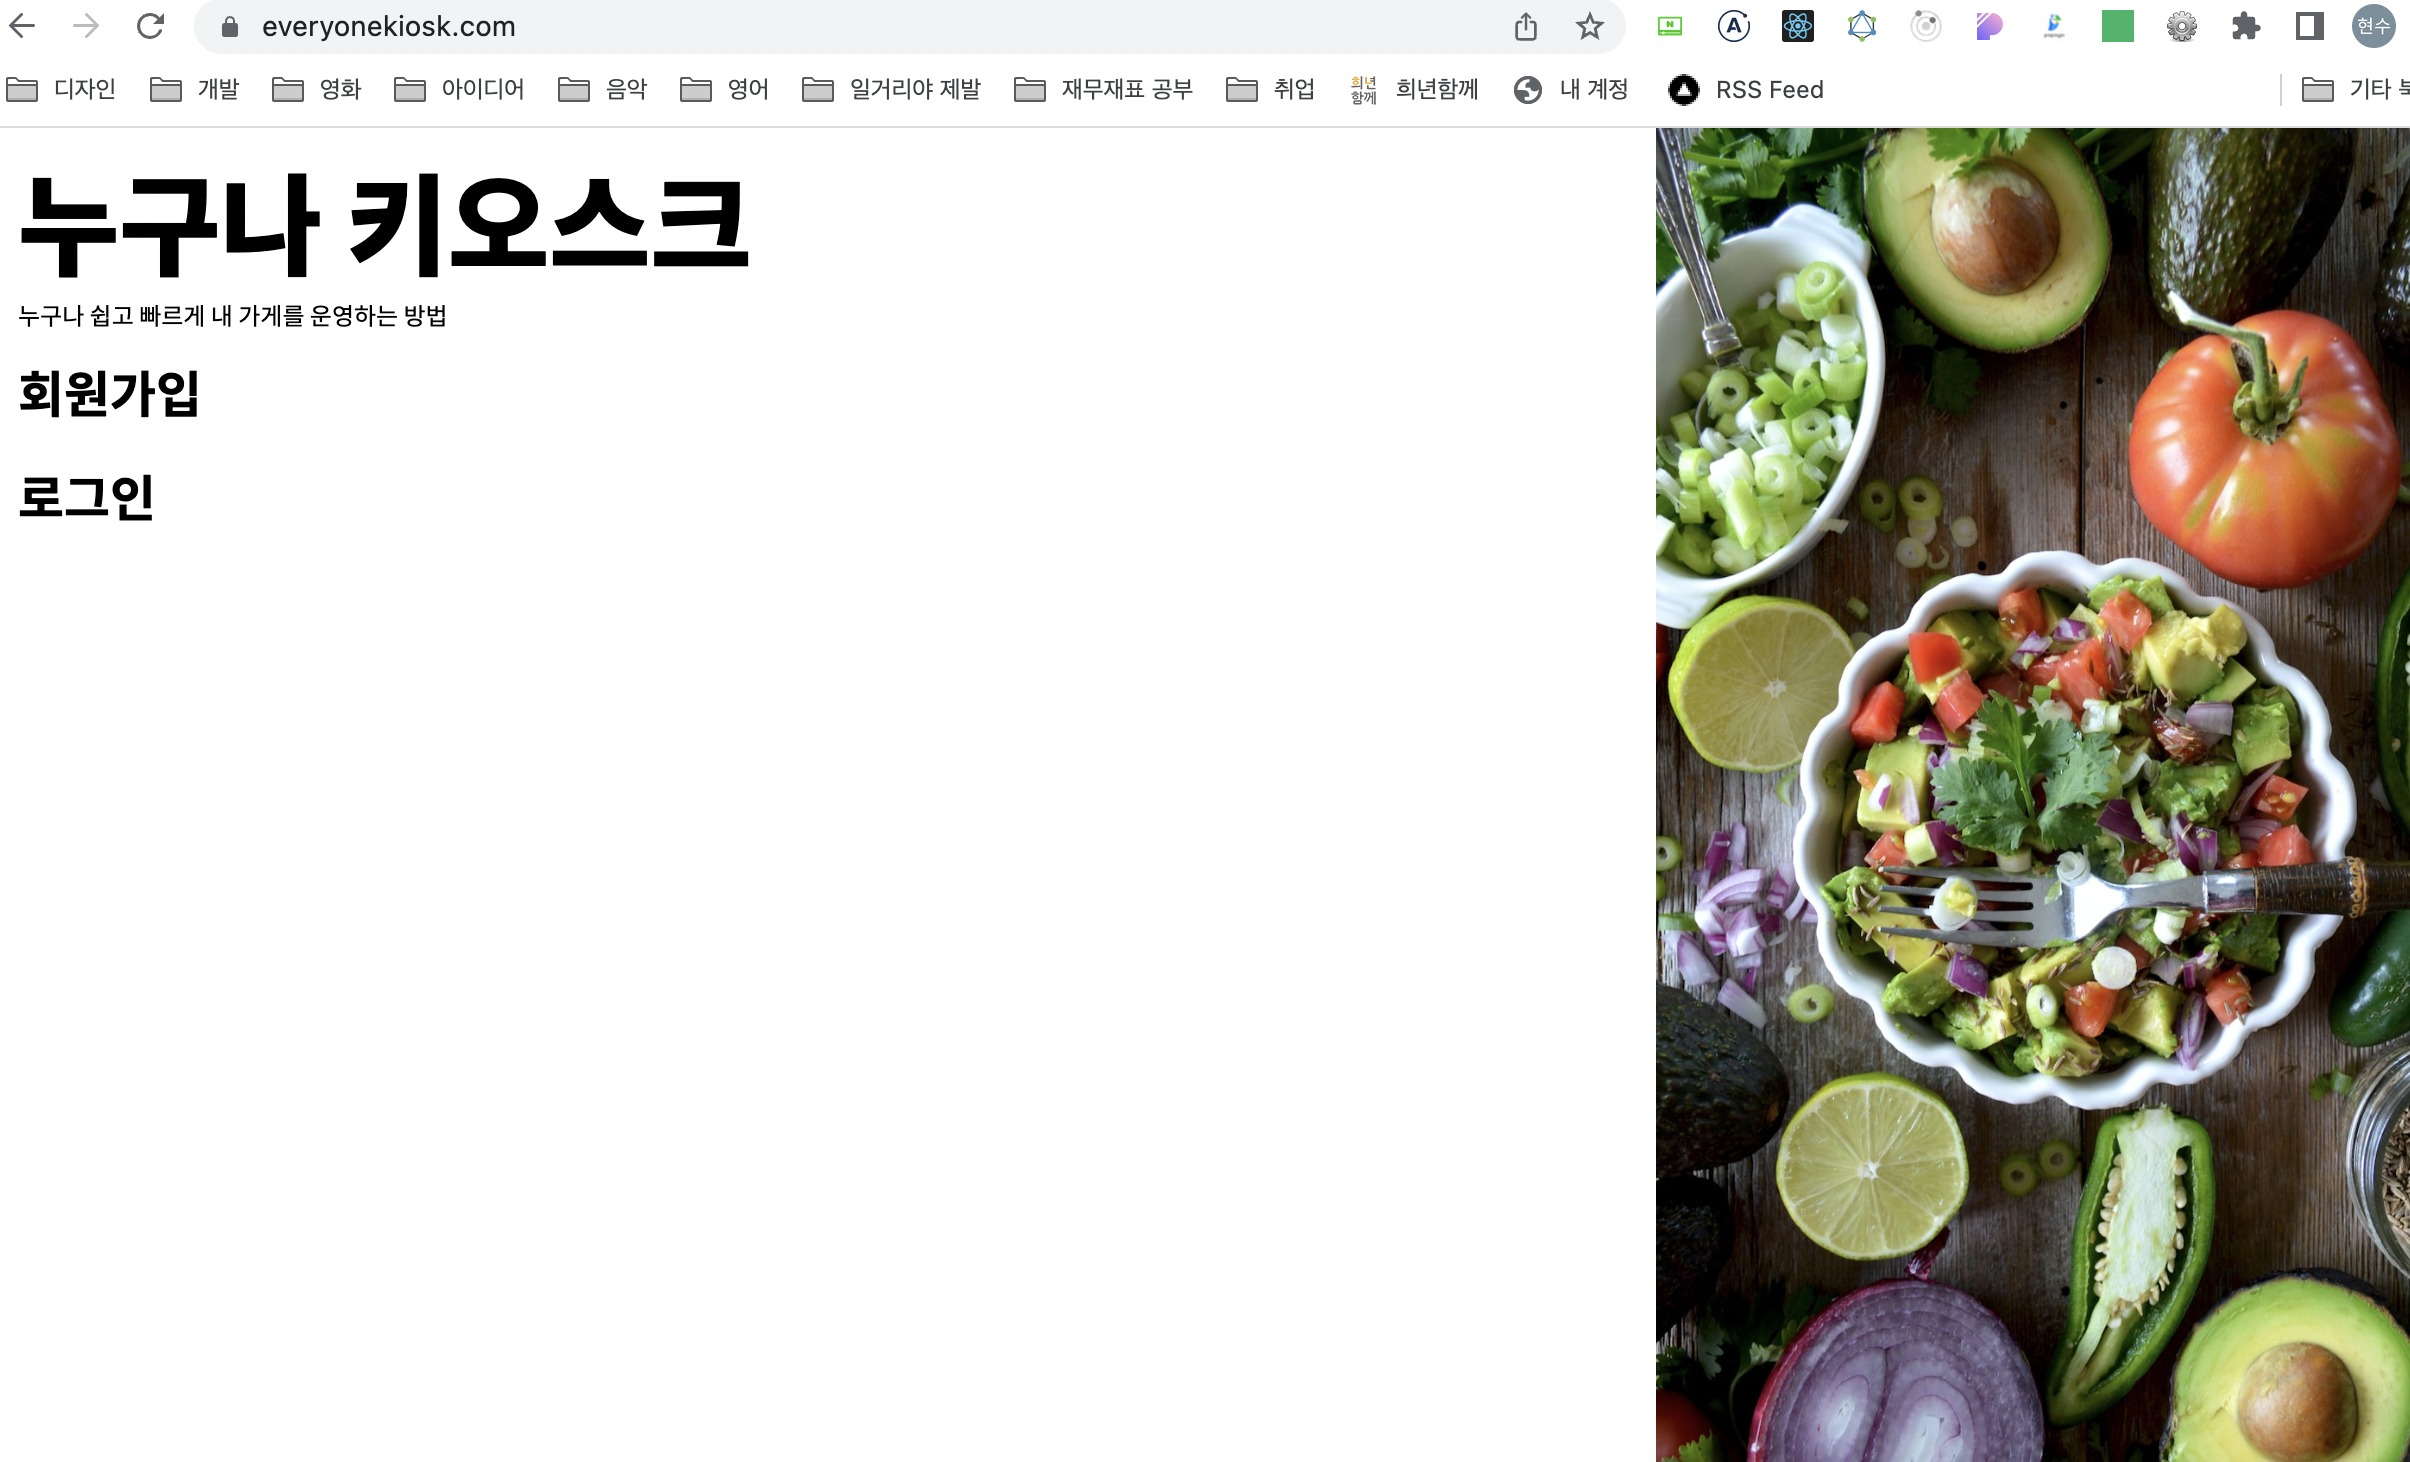 everyonekiosk.com
현수
디자인 개발 영화 아이디어 음악 영어 일거리야 제발 재무재표 공부 취업 희년함께 희년함께 내 계정 RSS Feed 기타
누구나 키오스크
누구나 쉽고 빠르게 내 가게를 운영하는 방법
회원가입
로그인